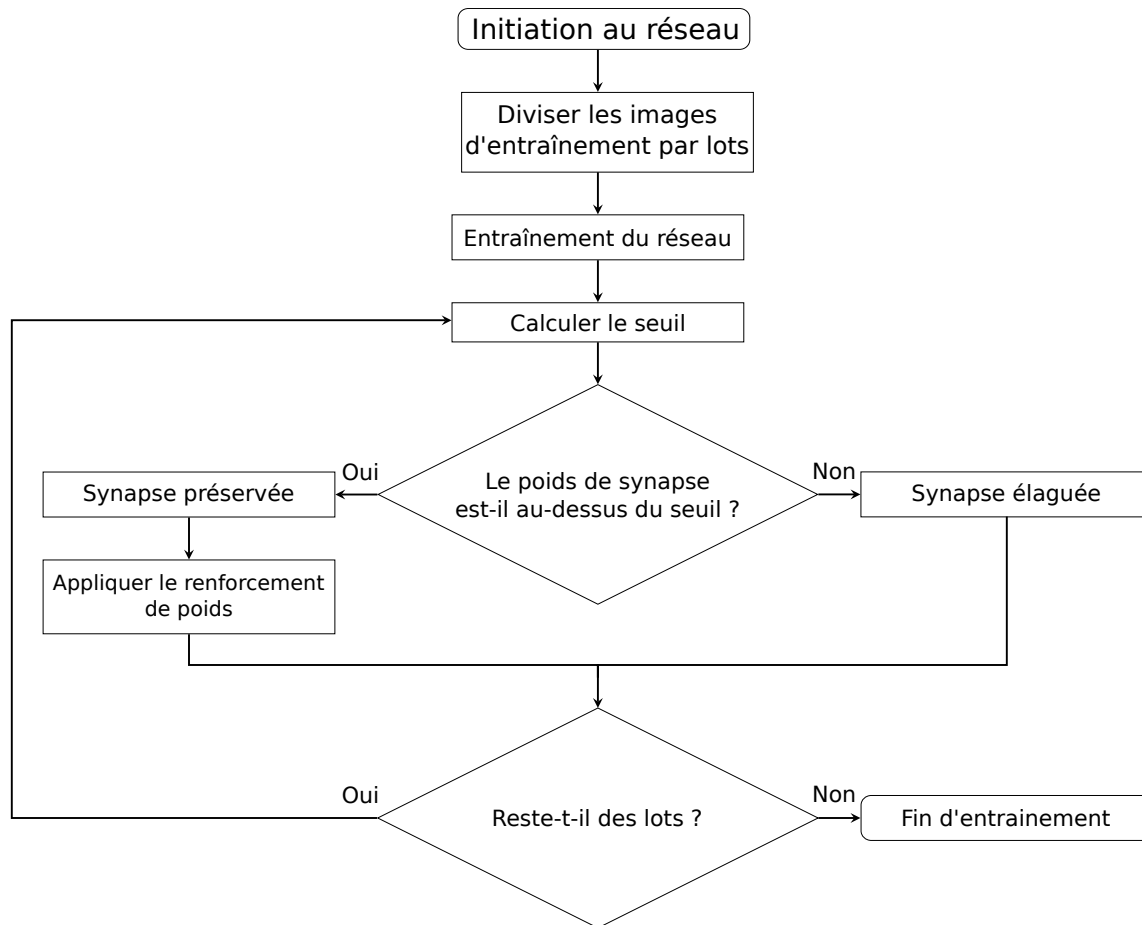 Initiation au réseau
Diviser les images
d'entraînement par lots
Entraînement du réseau
Calculer le seuil
Oui
Non
Synapse préservée
Le poids de synapse
est-il au-dessus du seuil ?
Synapse élaguée
Appliquer le renforcement
de poids
Oui
Non
Reste-t-il des lots ?
Fin d'entrainement